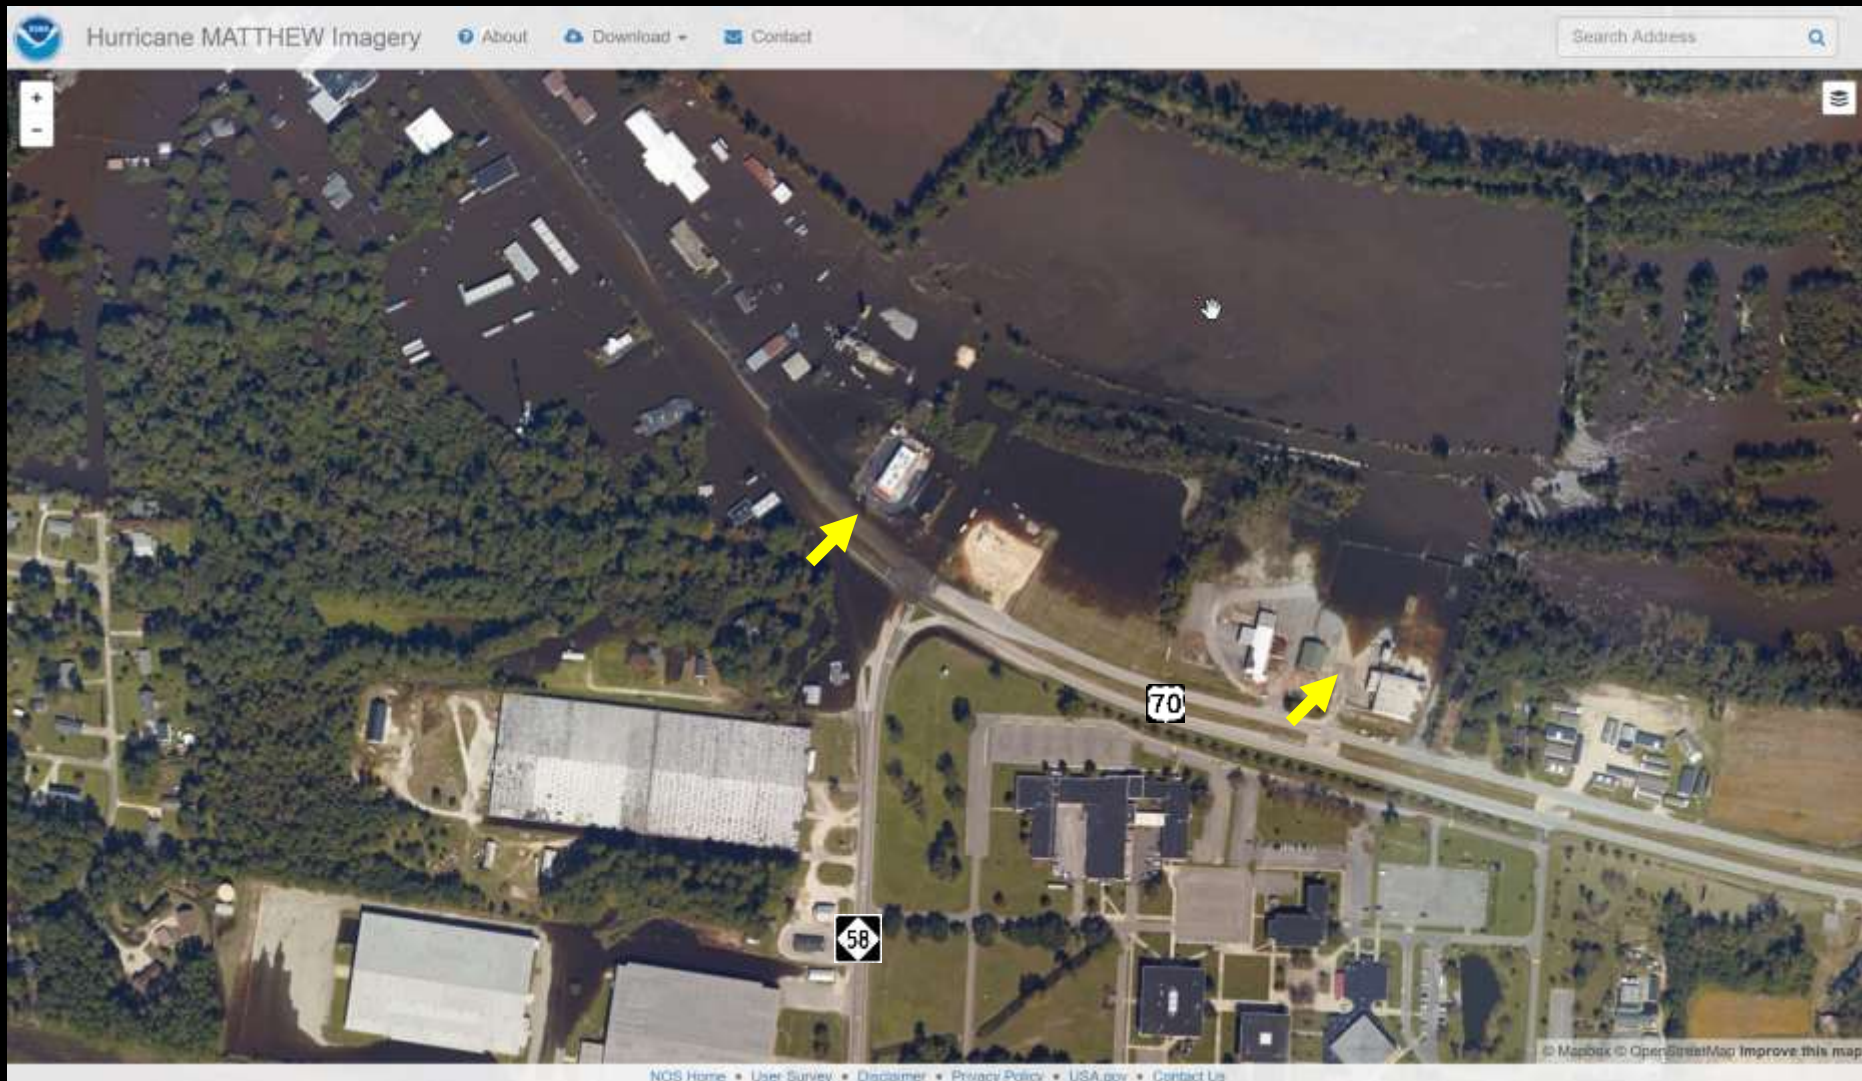 Hurricane MATTHEW Imagery
About
Download
Contact
Search Address
+
−
70
58
© Mapbox © OpenStreetMap Improve this map
NOS Home • User Survey • Disclaimer • Privacy Policy • USA.gov • Contact Us